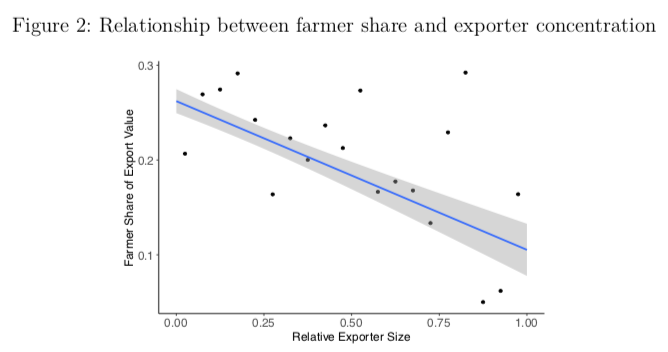 Figure 2: Relationship between farmer share and exporter concentration
0.3
0.2
0.1
Farmer Share of Export Value
0.00 0.25 0.50 0.75 1.00
Relative Exporter Size